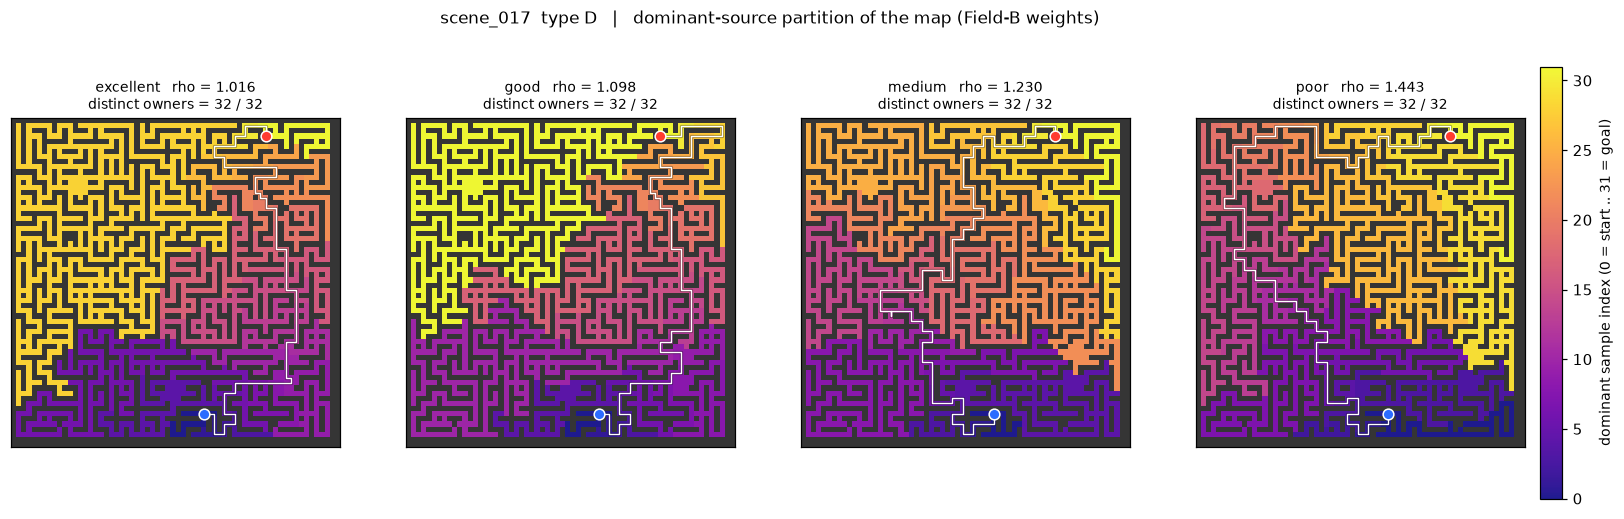 scene_017 type D | dominant-source partition of the map (Field-B weights)
excellent rho = 1.016
distinct owners = 32 / 32
good rho = 1.098
distinct owners = 32 / 32
medium rho = 1.230
distinct owners = 32 / 32
poor rho = 1.443
distinct owners = 32 / 32
30
25
20
15
10
5
0
dominant sample index (0 = start .. 31 = goal)